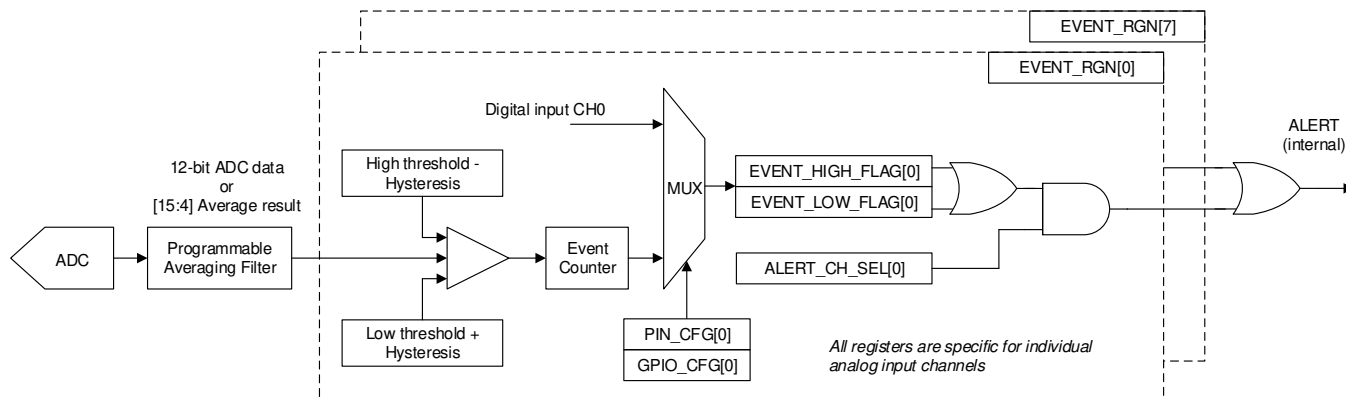 EVENT_RGN[7]
EVENT_RGN[0]
Digital input CH0
ALERT
(internal)
12-bit ADC data
or
[15:4] Average result
High threshold -
Hysteresis
MUX
EVENT_HIGH_FLAG[0]
EVENT_LOW_FLAG[0]
ADC
Programmable
Averaging Filter
Event
Counter
ALERT_CH_SEL[0]
Low threshold +
Hysteresis
PIN_CFG[0]
GPIO_CFG[0]
All registers are specific for individual
analog input channels